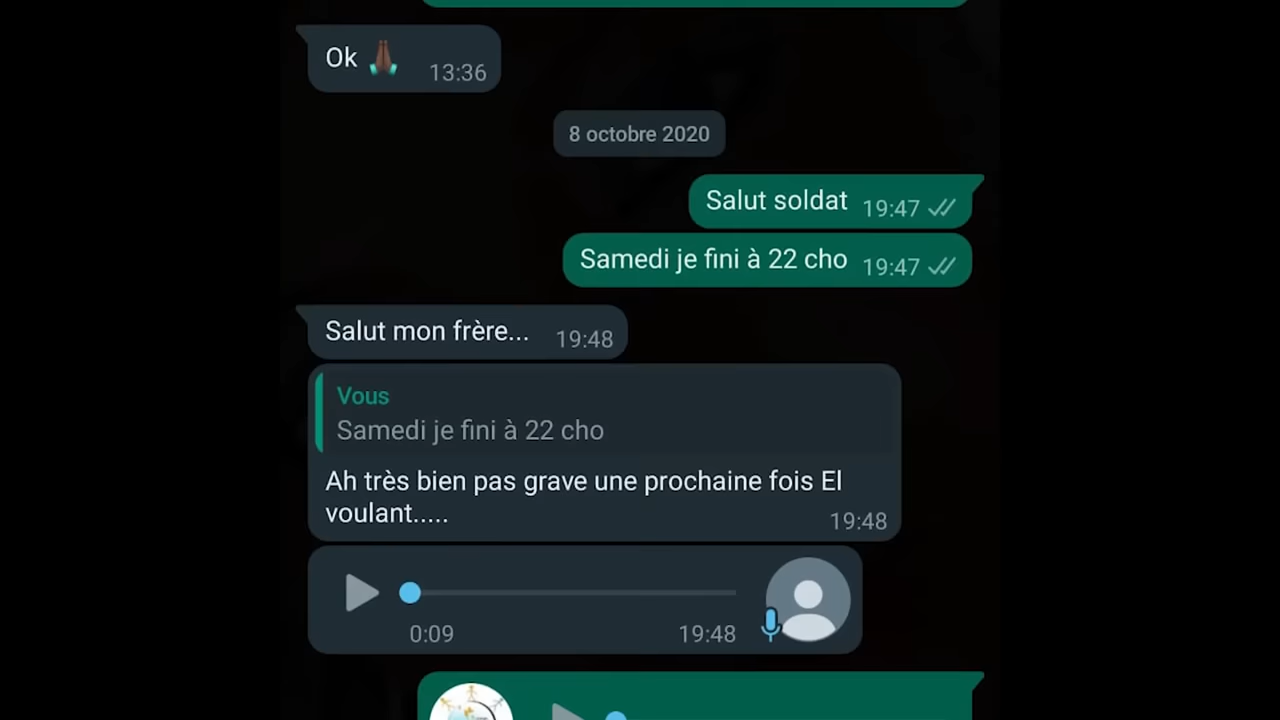 Ok 🙏🏿 13:36
8 octobre 2020
Salut soldat 19:47
Samedi je fini à 22 cho 19:47
Salut mon frère... 19:48
Vous
Samedi je fini à 22 cho
Ah très bien pas grave une prochaine fois El
voulant..... 19:48
0:09 19:48